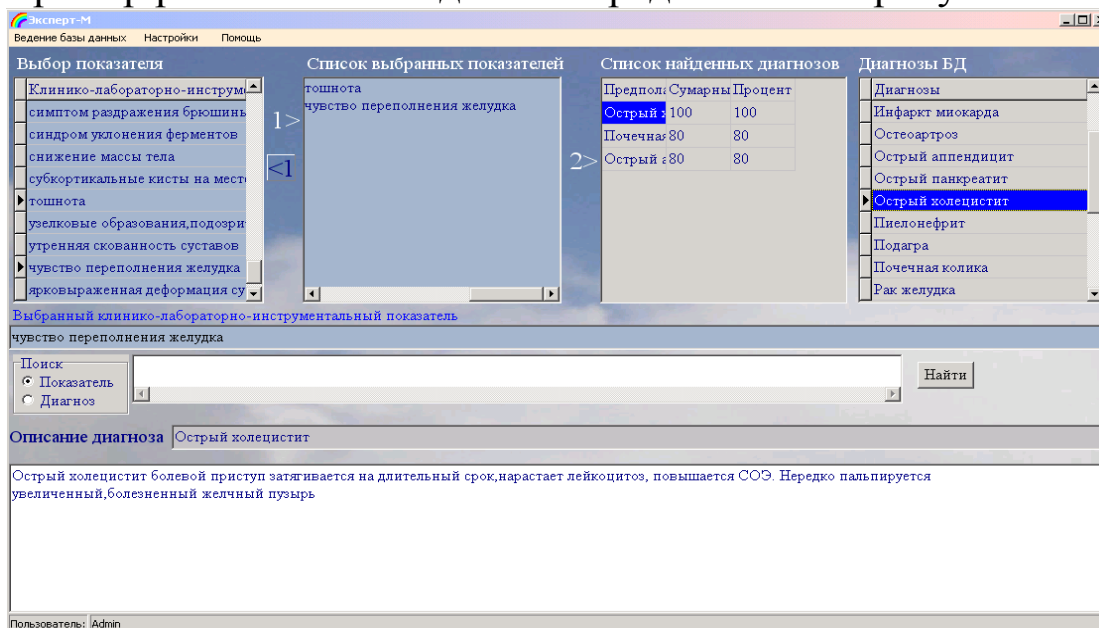 Эксперт-М
Ведение базы данных Настройки Помощь
Выбор показателя
Клинико-лабораторно-инструм
симптом раздражения брюшинь
синдром уклонения ферментов
снижение массы тела
субкортикальные кисты на мест
тошнота
узелковые образования,подозри
утренняя скованность суставов
чувство переполнения желудка
ярковыраженная деформация су
1>
<1
Список выбранных показателей
тошнота
чувство переполнения желудка
2>
Список найденных диагнозов
Предпола Сумарны Процент
Острый х 100 100
Почечная 80 80
Острый а 80 80
Диагнозы БД
Диагнозы
Инфаркт миокарда
Остеоартроз
Острый аппендицит
Острый панкреатит
Острый холецистит
Пиелонефрит
Подагра
Почечная колика
Рак желудка
Выбранный клинико-лабораторно-инструментальный показатель
чувство переполнения желудка
Поиск
Показатель
Диагноз
Найти
Описание диагноза Острый холецистит
Острый холецистит болевой приступ затягивается на длительный срок,нарастает лейкоцитоз, повышается СОЭ. Нередко пальпируется
увеличенный,болезненный желчный пузырь
Пользователь: Admin